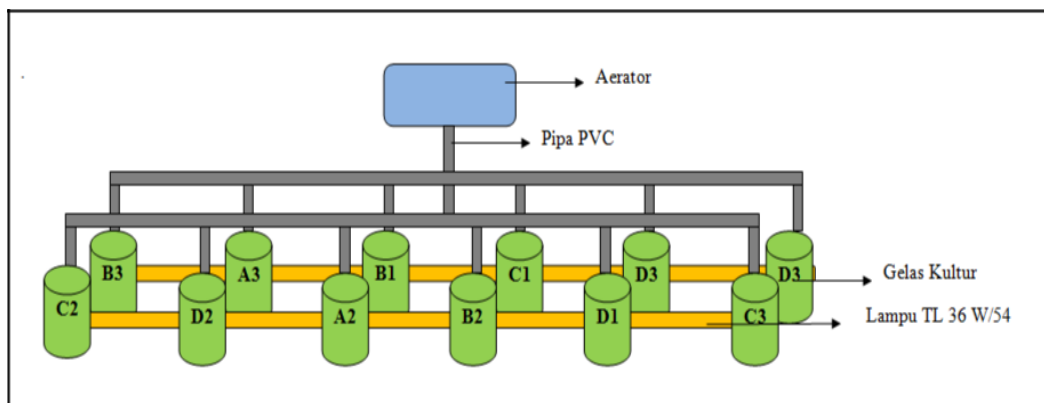 Aerator
Pipa PVC
B3 A3 B1 C1 D3 D3
Gelas Kultur
C2 D2 A2 B2 D1 C3
Lampu TL 36 W/54